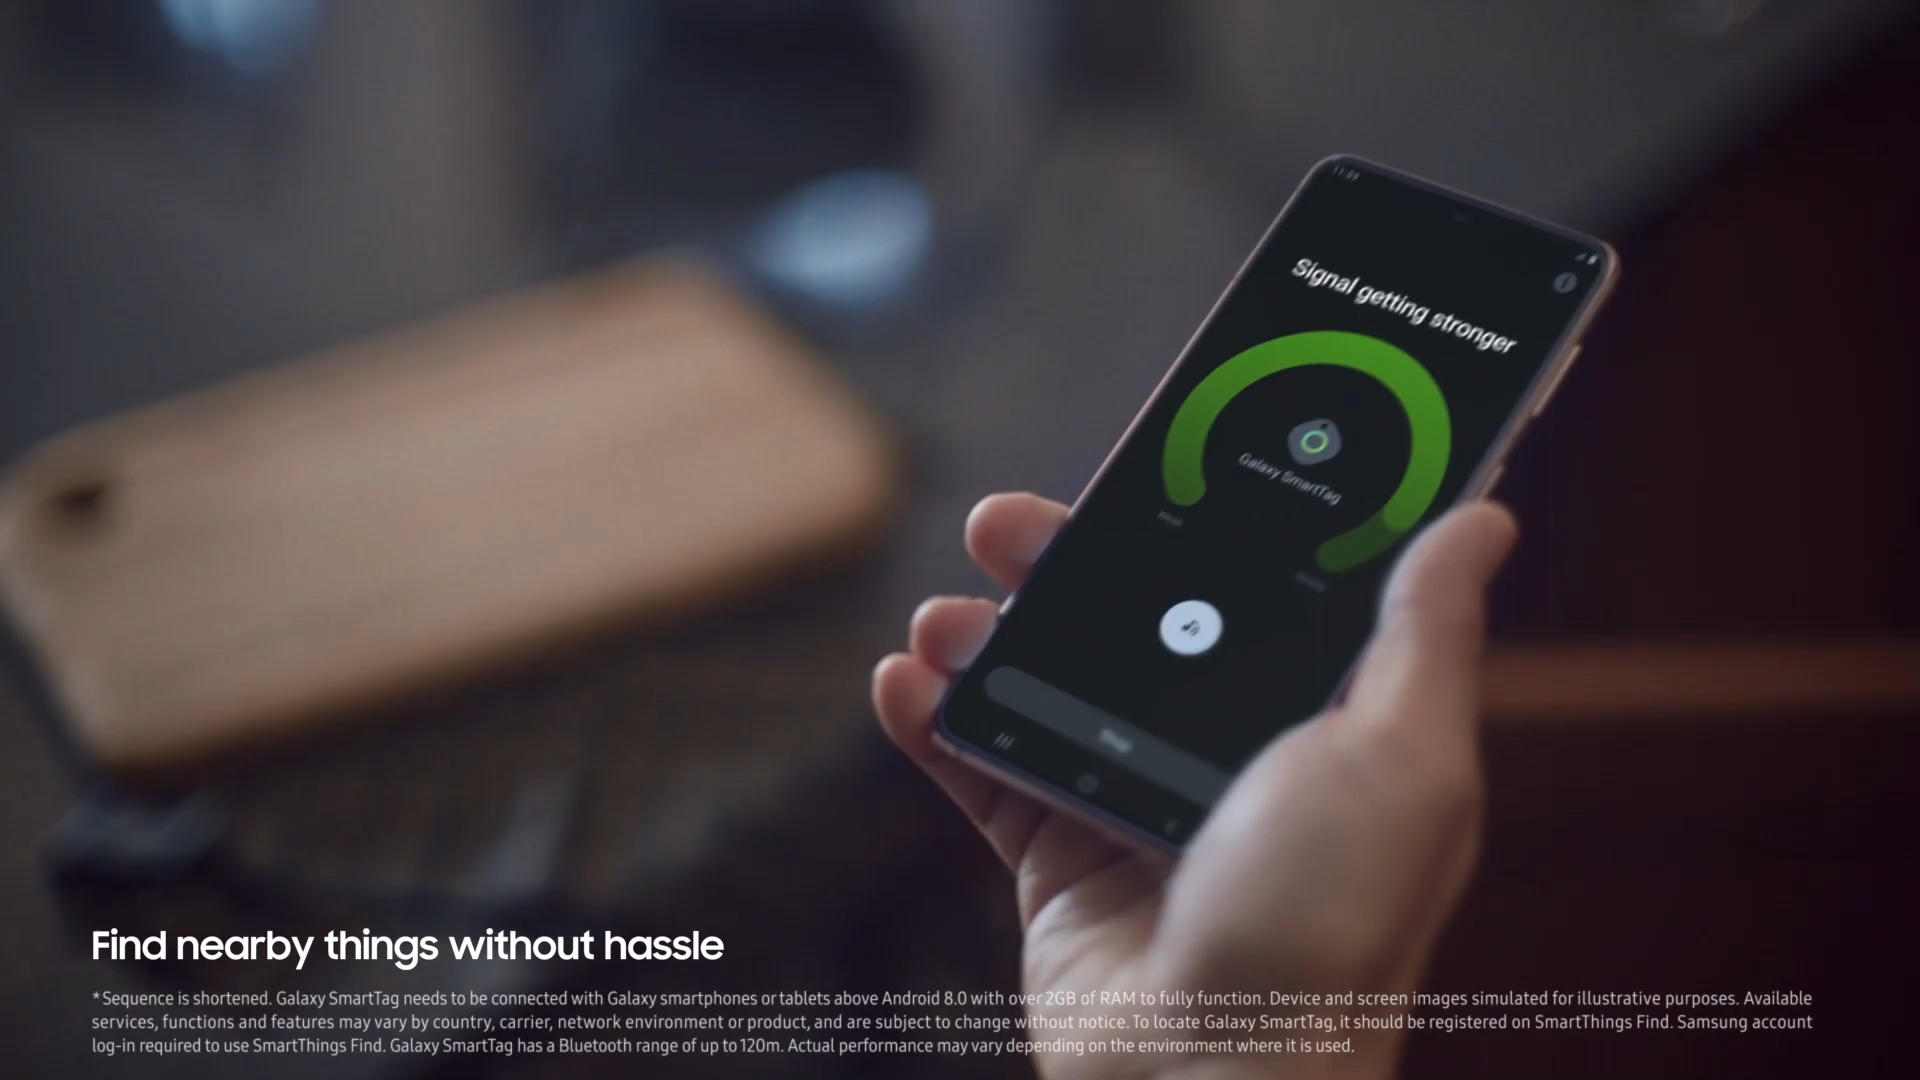 11:37
Signal getting stronger
Galaxy SmartTag
Weak
Strong
Stop
Find nearby things without hassle
*Sequence is shortened. Galaxy SmartTag needs to be connected with Galaxy smartphones or tablets above Android 8.0 with over 2GB of RAM to fully function. Device and screen images simulated for illustrative purposes. Available
services, functions and features may vary by country, carrier, network environment or product, and are subject to change without notice. To locate Galaxy SmartTag, it should be registered on SmartThings Find. Samsung account
log-in required to use SmartThings Find. Galaxy SmartTag has a Bluetooth range of up to 120m. Actual performance may vary depending on the environment where it is used.